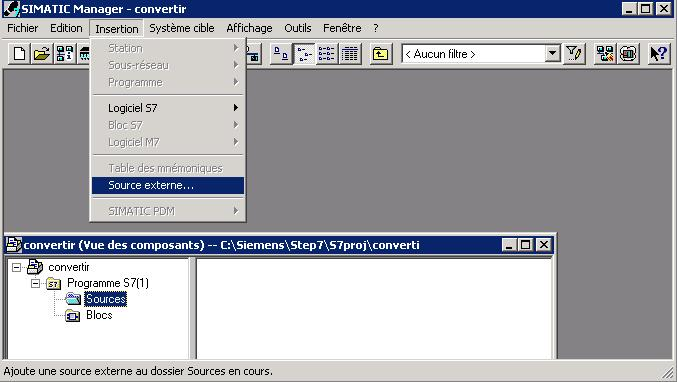 SIMATIC Manager - convertir
Fichier Edition Insertion Système cible Affichage Outils Fenêtre ?
< Aucun filtre >
Station
Sous-réseau
Programme
Logiciel S7
Bloc S7
Logiciel M7
Table des mnémoniques
Source externe...
SIMATIC PDM
convertir (Vue des composants) -- C:\Siemens\Step7\S7proj\converti
convertir
S7 Programme S7(1)
Sources
Blocs
Ajoute une source externe au dossier Sources en cours.